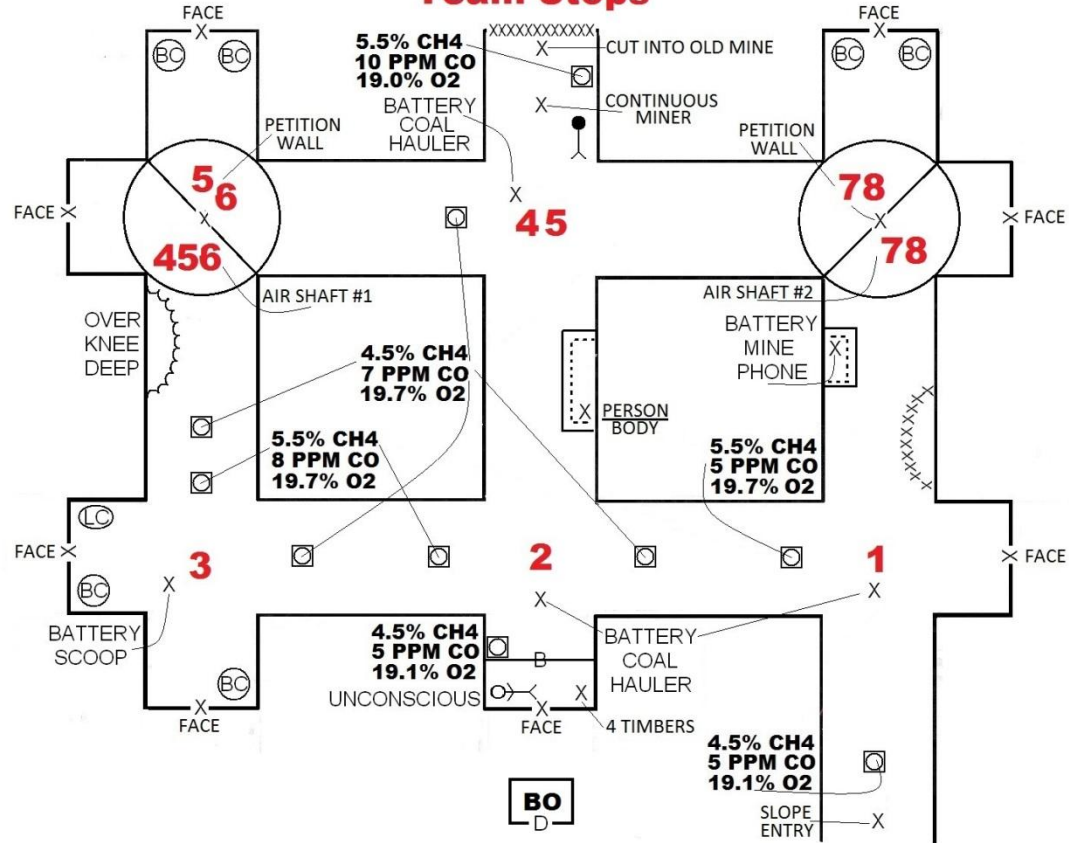 Team Stops
FACE
FACE
XXXXXXXXXXXX
BC
BC
5.5% CH4
10 PPM CO
19.0% O2
X
CUT INTO OLD MINE
BC
BC
BATTERY
COAL
HAULER
X
CONTINUOUS
MINER
PETITION
WALL
PETITION
WALL
5
6
78
FACE X
X
X
45
X
X FACE
456
78
AIR SHAFT #1
AIR SHAFT #2
OVER
KNEE
DEEP
BATTERY
MINE
PHONE
X
4.5% CH4
7 PPM CO
19.7% O2
X
PERSON
BODY
5.5% CH4
8 PPM CO
19.7% O2
5.5% CH4
5 PPM CO
19.7% O2
LC
FACE X
3
2
1
X FACE
BC
X
X
X
BATTERY
SCOOP
4.5% CH4
5 PPM CO
19.1% O2
BATTERY
COAL
HAULER
B
BC
UNCONSCIOUS
X
X
FACE
X
FACE
4 TIMBERS
4.5% CH4
5 PPM CO
19.1% O2
BO
D
SLOPE
ENTRY
X